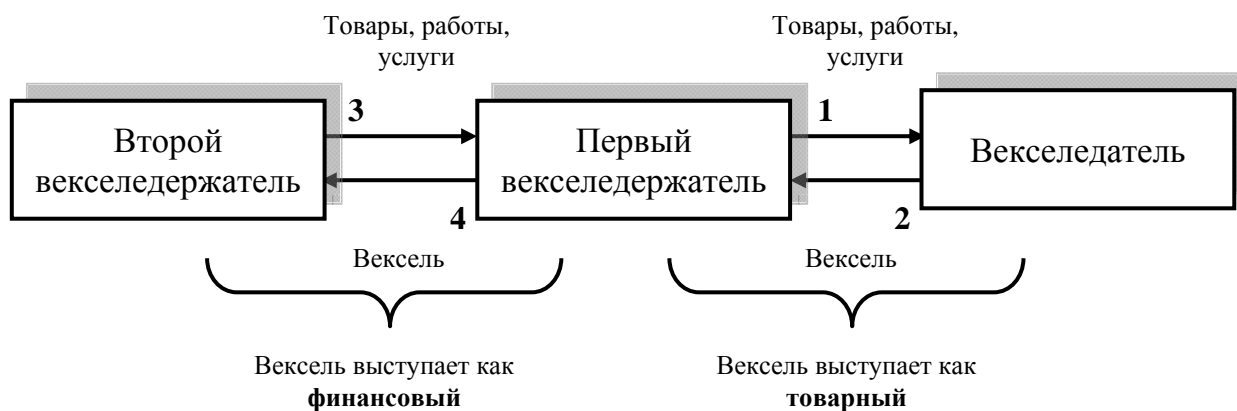 Товары, работы,
услуги
Товары, работы,
услуги
3
1
Второй
векселедержатель
Первый
векселедержатель
Векселедатель
4
2
Вексель
Вексель
Вексель выступает как
финансовый
Вексель выступает как
товарный